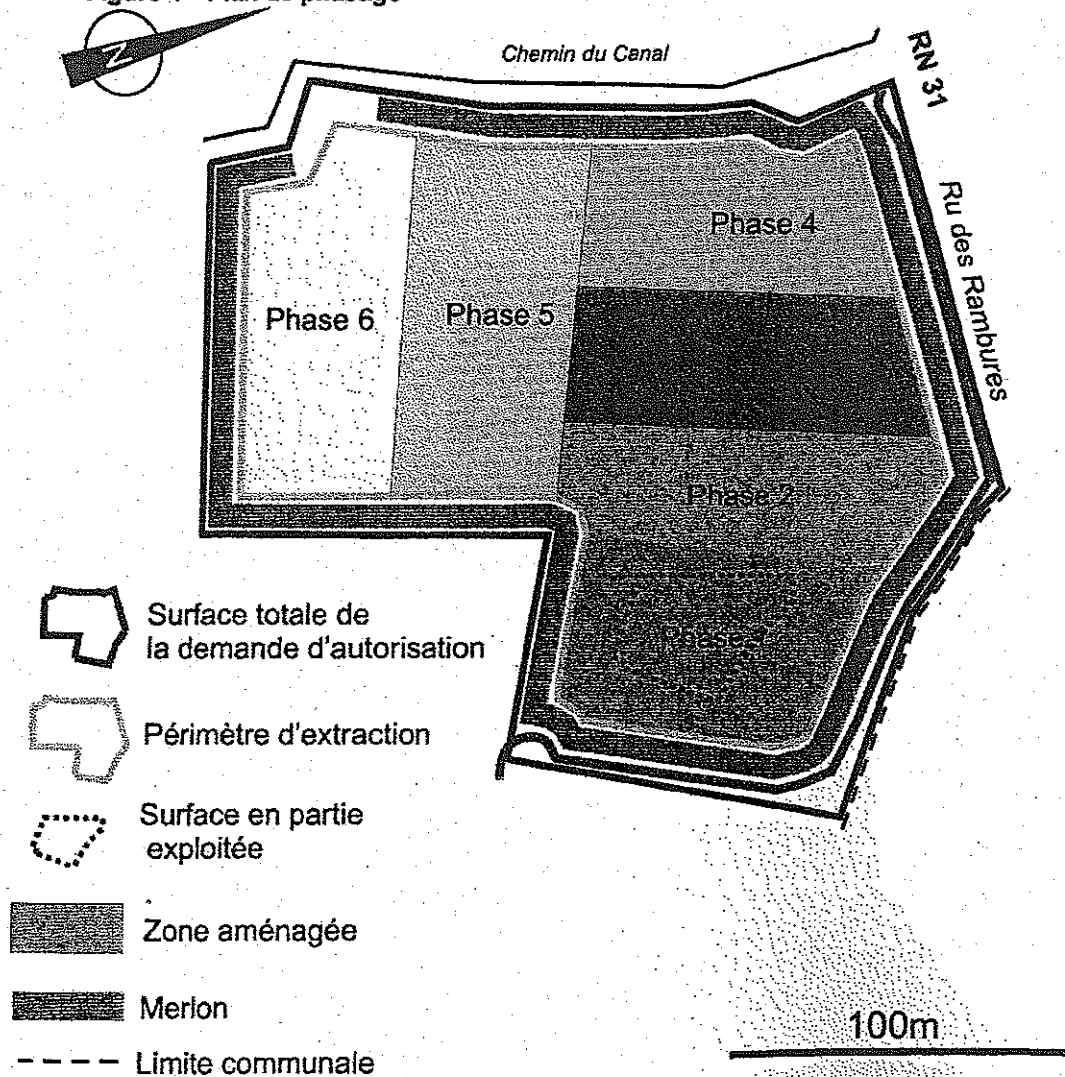 N
Chemin du Canal
RN 31
Ru des Rambures
Phase 4
Phase 6
Phase 5
Phase 2
Phase
Surface totale de
la demande d'autorisation
Périmètre d'extraction
Surface en partie
exploitée
Zone aménagée
Merlon
Limite communale
100m